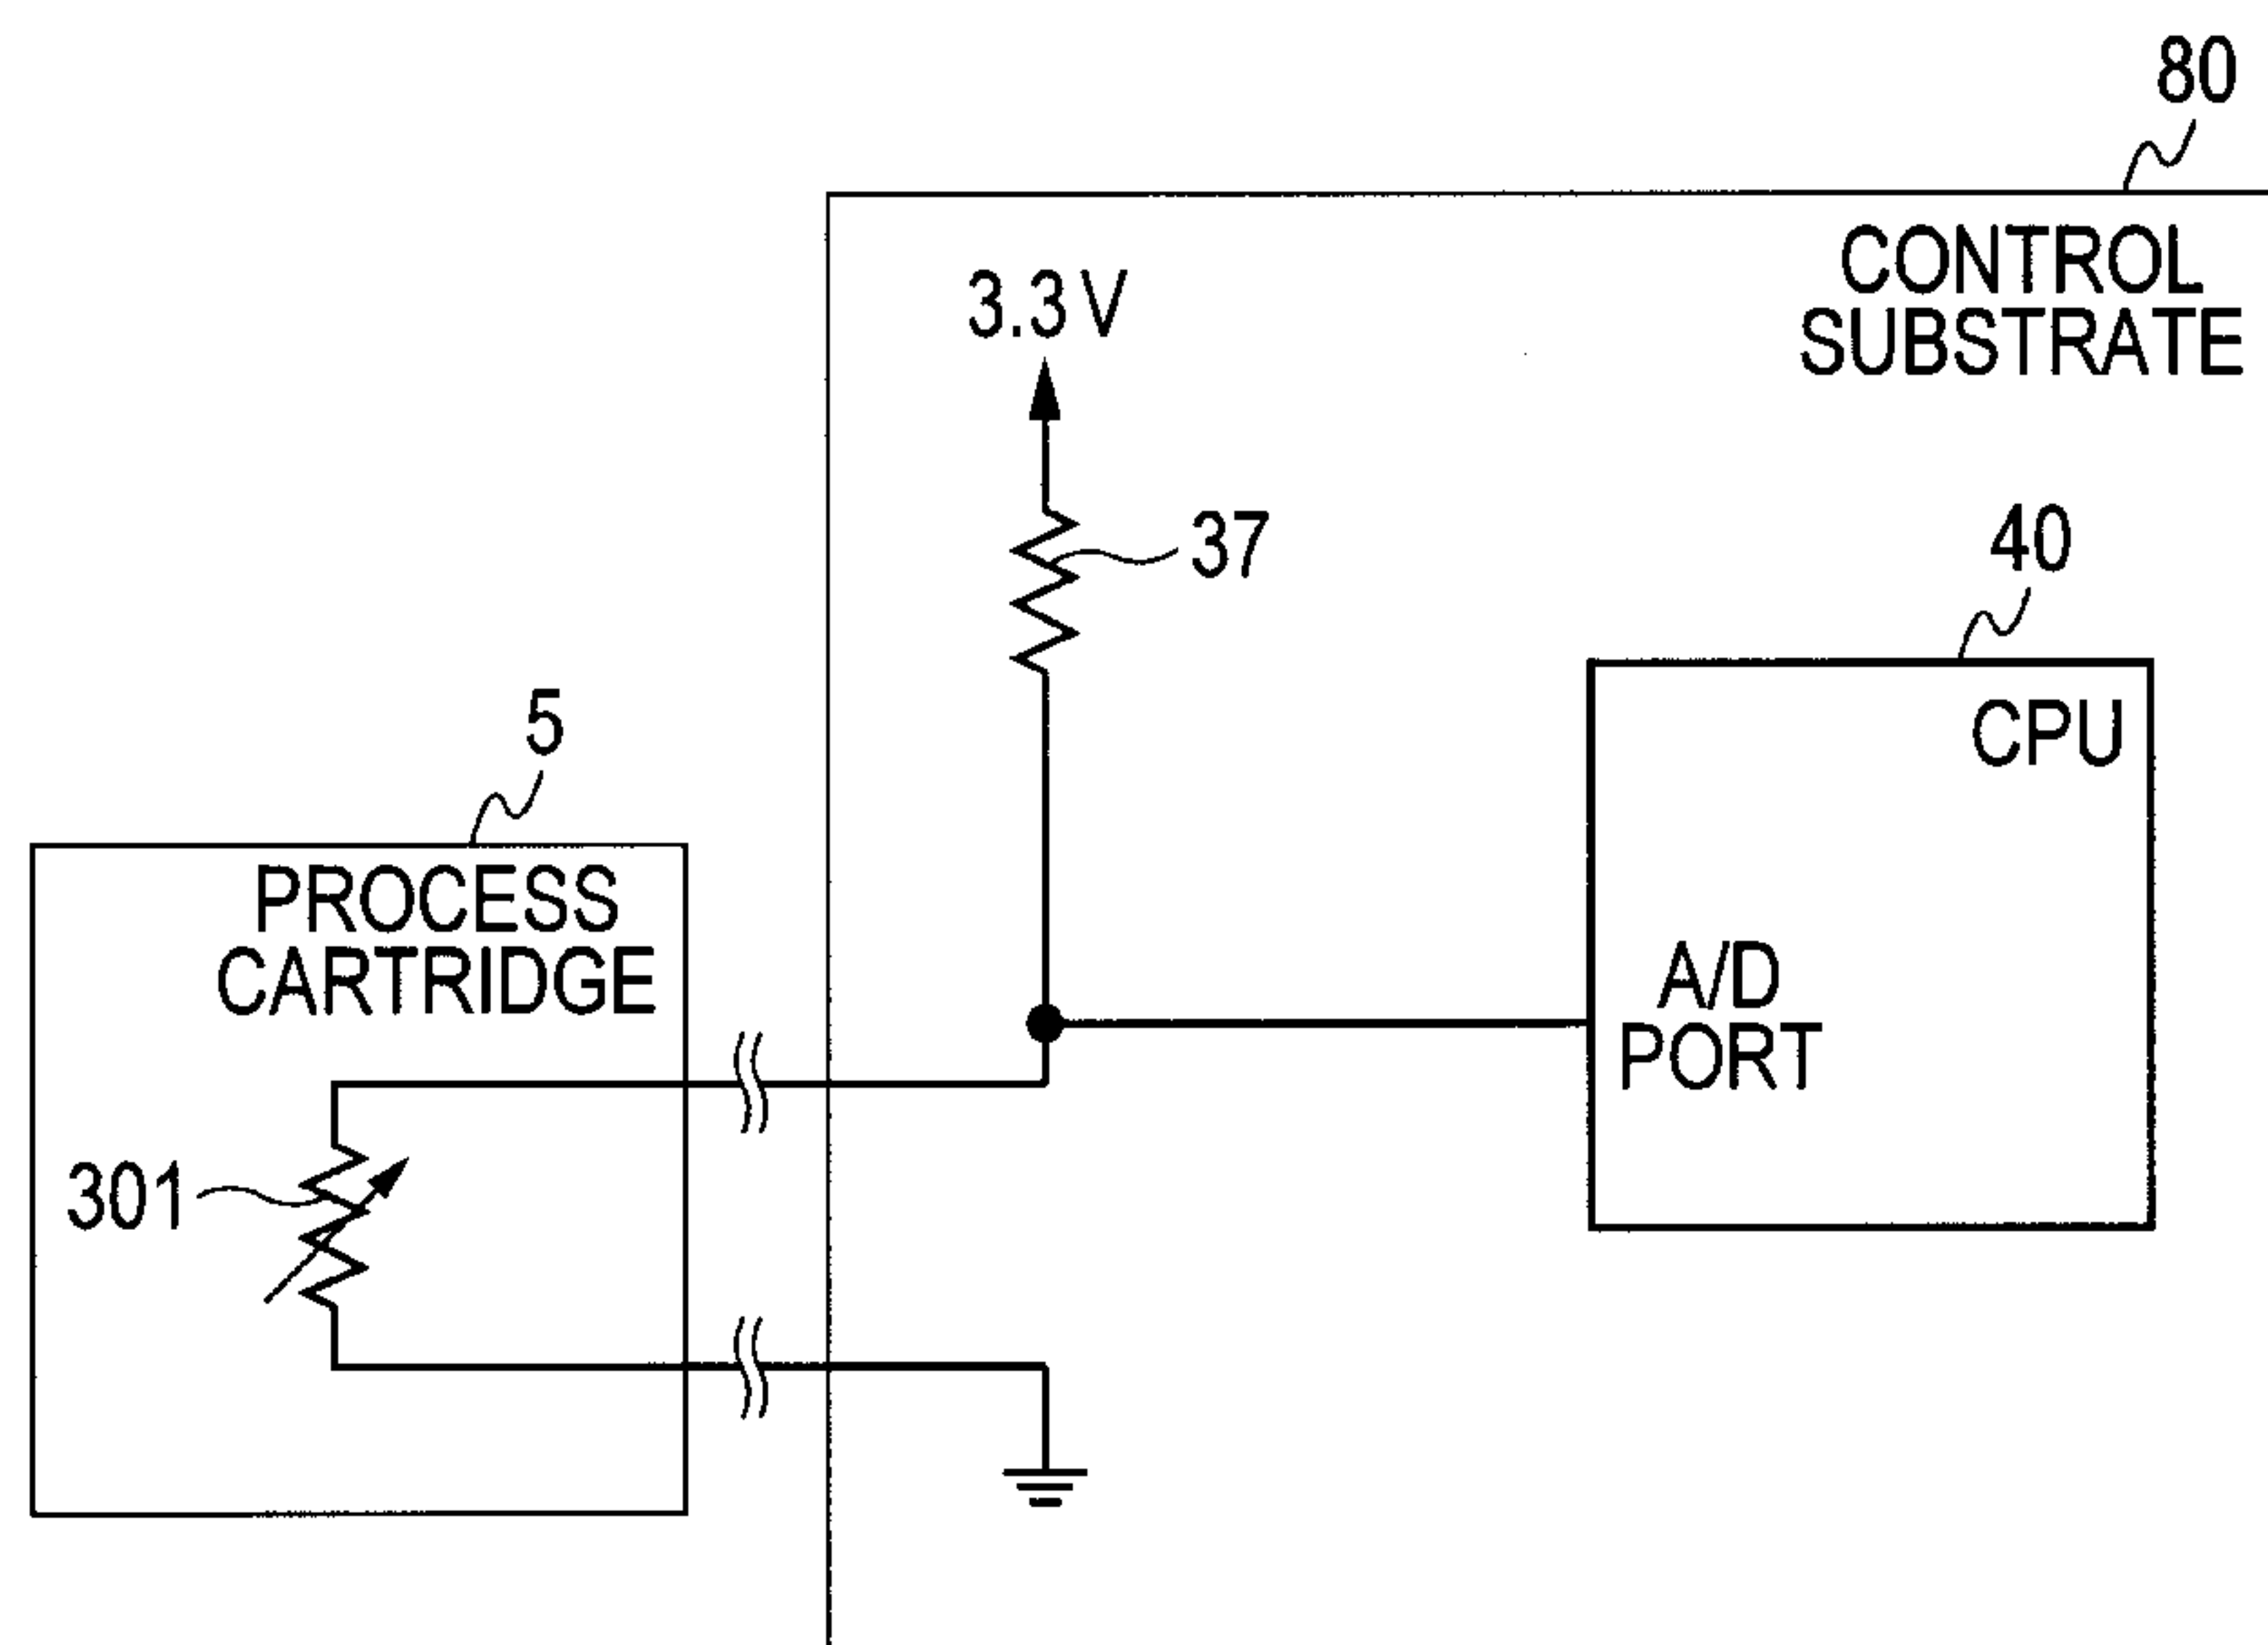 80
CONTROL
SUBSTRATE
3.3 V
37
40
CPU
A/D
PORT
5
PROCESS
CARTRIDGE
301